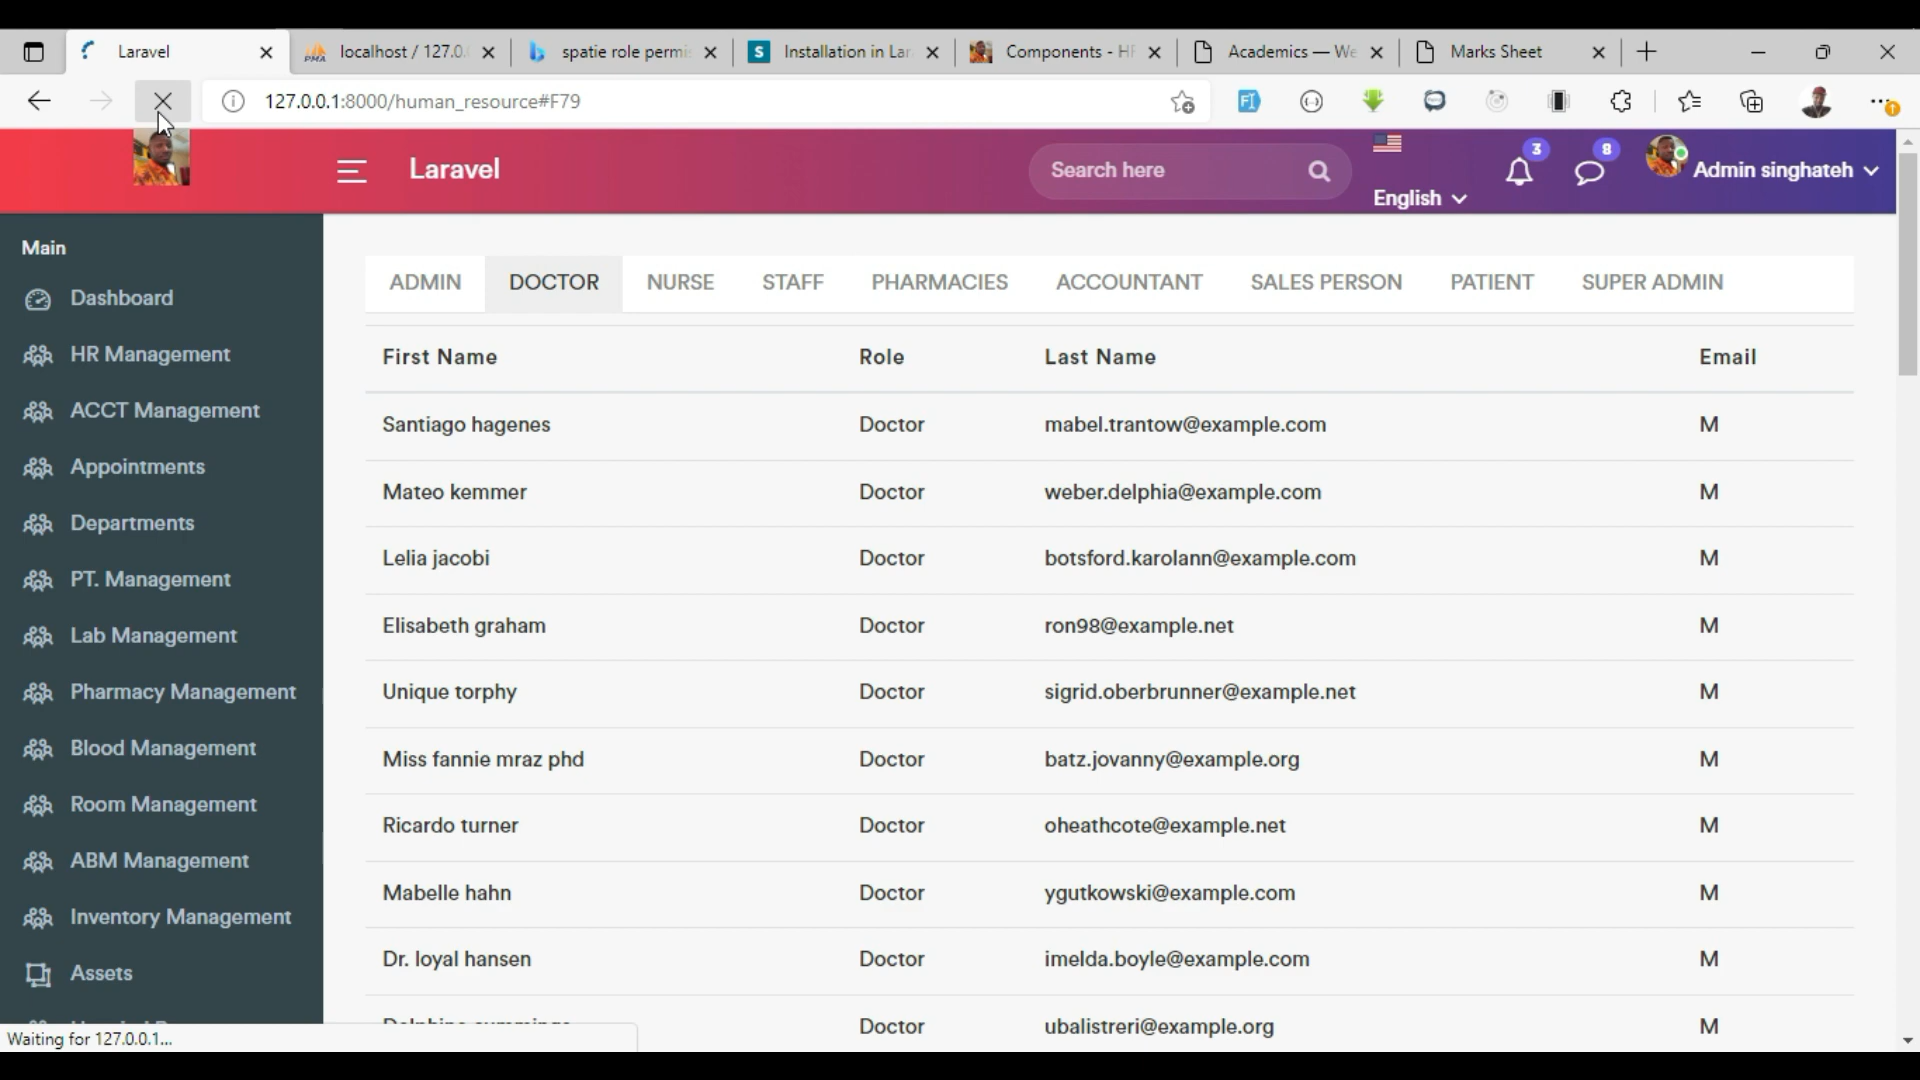 Laravel
localhost / 127.0.
spatie role permis
Installation in Lar
Components - H
Academics — We
Marks Sheet
127.0.0.1:8000/human_resource#F79
Laravel
Search here
English
3
8
Admin singhateh
Main
Dashboard
HR Management
ACCT Management
Appointments
Departments
PT. Management
Lab Management
Pharmacy Management
Blood Management
Room Management
ABM Management
Inventory Management
Assets
ADMIN DOCTOR NURSE STAFF PHARMACIES ACCOUNTANT SALES PERSON PATIENT SUPER ADMIN
First Name Role Last Name Email
Santiago hagenes Doctor mabel.trantow@example.com M
Mateo kemmer Doctor weber.delphia@example.com M
Lelia jacobi Doctor botsford.karolann@example.com M
Elisabeth graham Doctor ron98@example.net M
Unique torphy Doctor sigrid.oberbrunner@example.net M
Miss fannie mraz phd Doctor batz.jovanny@example.org M
Ricardo turner Doctor oheathcote@example.net M
Mabelle hahn Doctor ygutkowski@example.com M
Dr. loyal hansen Doctor imelda.boyle@example.com M
Doctor ubalistreri@example.org M
Waiting for 127.0.0.1...